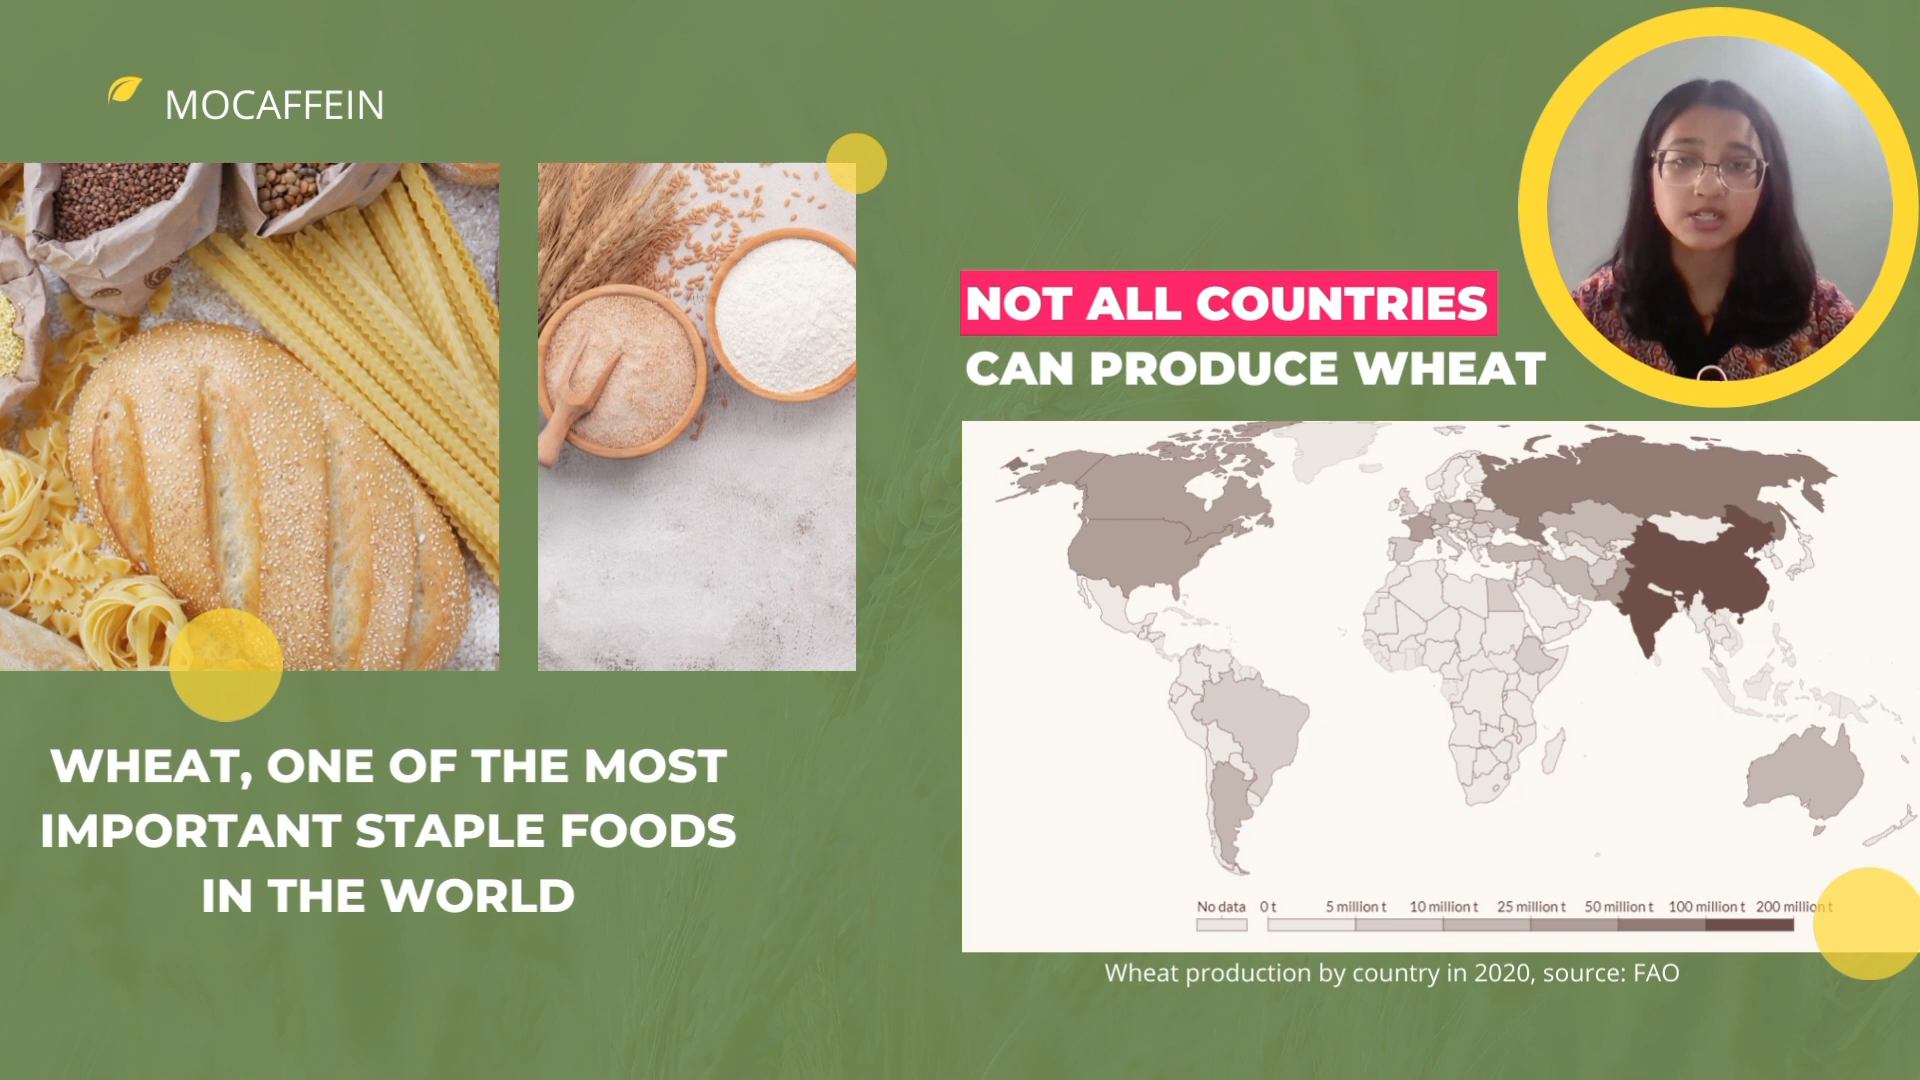 MOCAFFEIN
WHEAT, ONE OF THE MOST
IMPORTANT STAPLE FOODS
IN THE WORLD
NOT ALL COUNTRIES
CAN PRODUCE WHEAT
No data 0 t 5 million t 10 million t 25 million t 50 million t 100 million t 200 million t
Wheat production by country in 2020, source: FAO